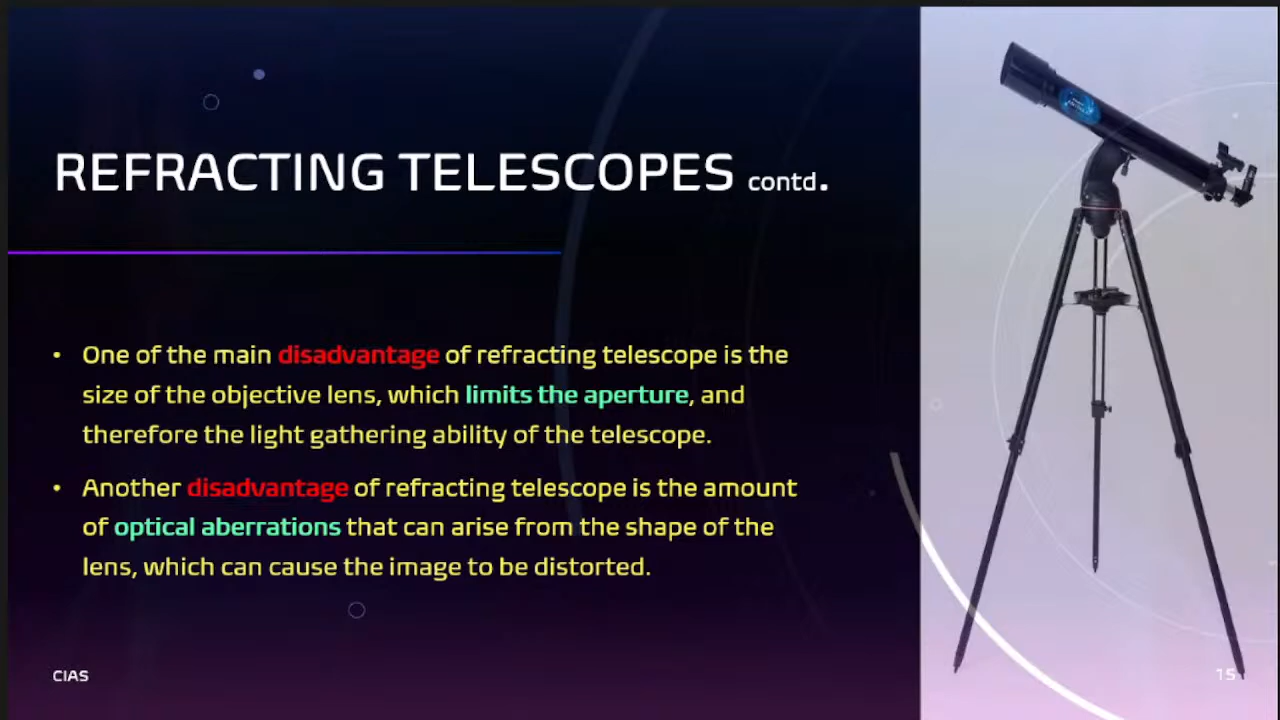 REFRACTING TELESCOPES contd.
• One of the main disadvantage of refracting telescope is the
size of the objective lens, which limits the aperture, and
therefore the light gathering ability of the telescope.
• Another disadvantage of refracting telescope is the amount
of optical aberrations that can arise from the shape of the
lens, which can cause the image to be distorted.
CIAS
15